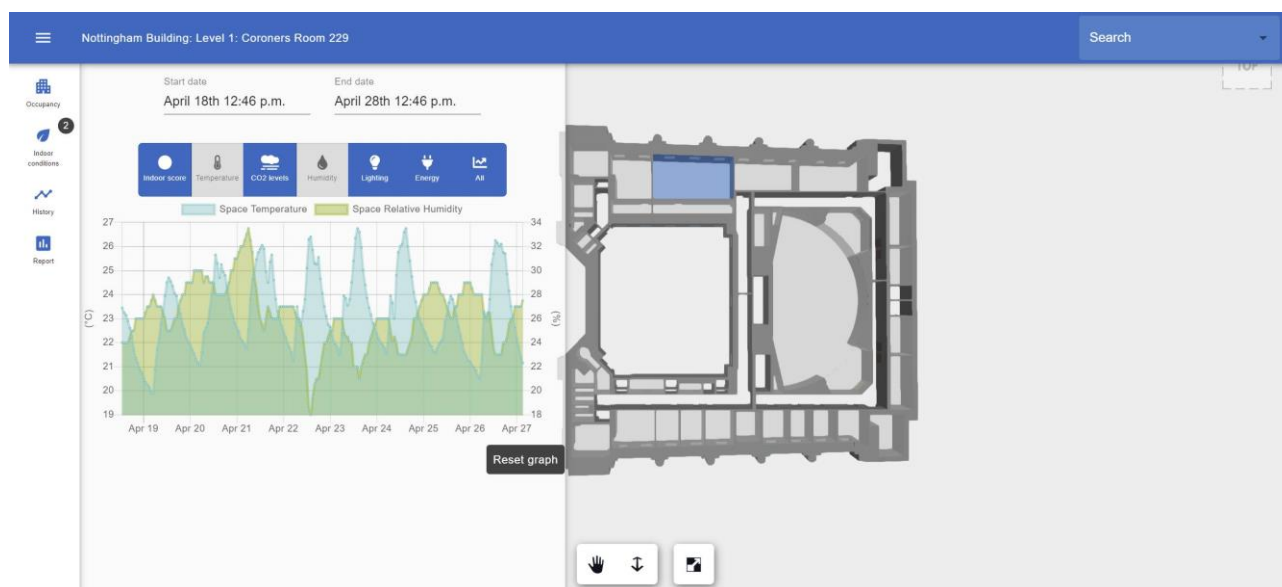 Nottingham Building: Level 1: Coroners Room 229
Search
Occupancy
2
Indoor
conditions
History
Report
Start date
End date
April 18th 12:46 p.m.
April 28th 12:46 p.m.
Indoor score
Temperature
CO2 levels
Humidity
Lighting
Energy
All
Space Temperature
Space Relative Humidity
27
26
25
24
23
22
21
20
19
(°C)
34
32
30
28
26
24
22
20
18
(%)
Apr 19
Apr 20
Apr 21
Apr 22
Apr 23
Apr 24
Apr 25
Apr 26
Apr 27
Reset graph
TOP